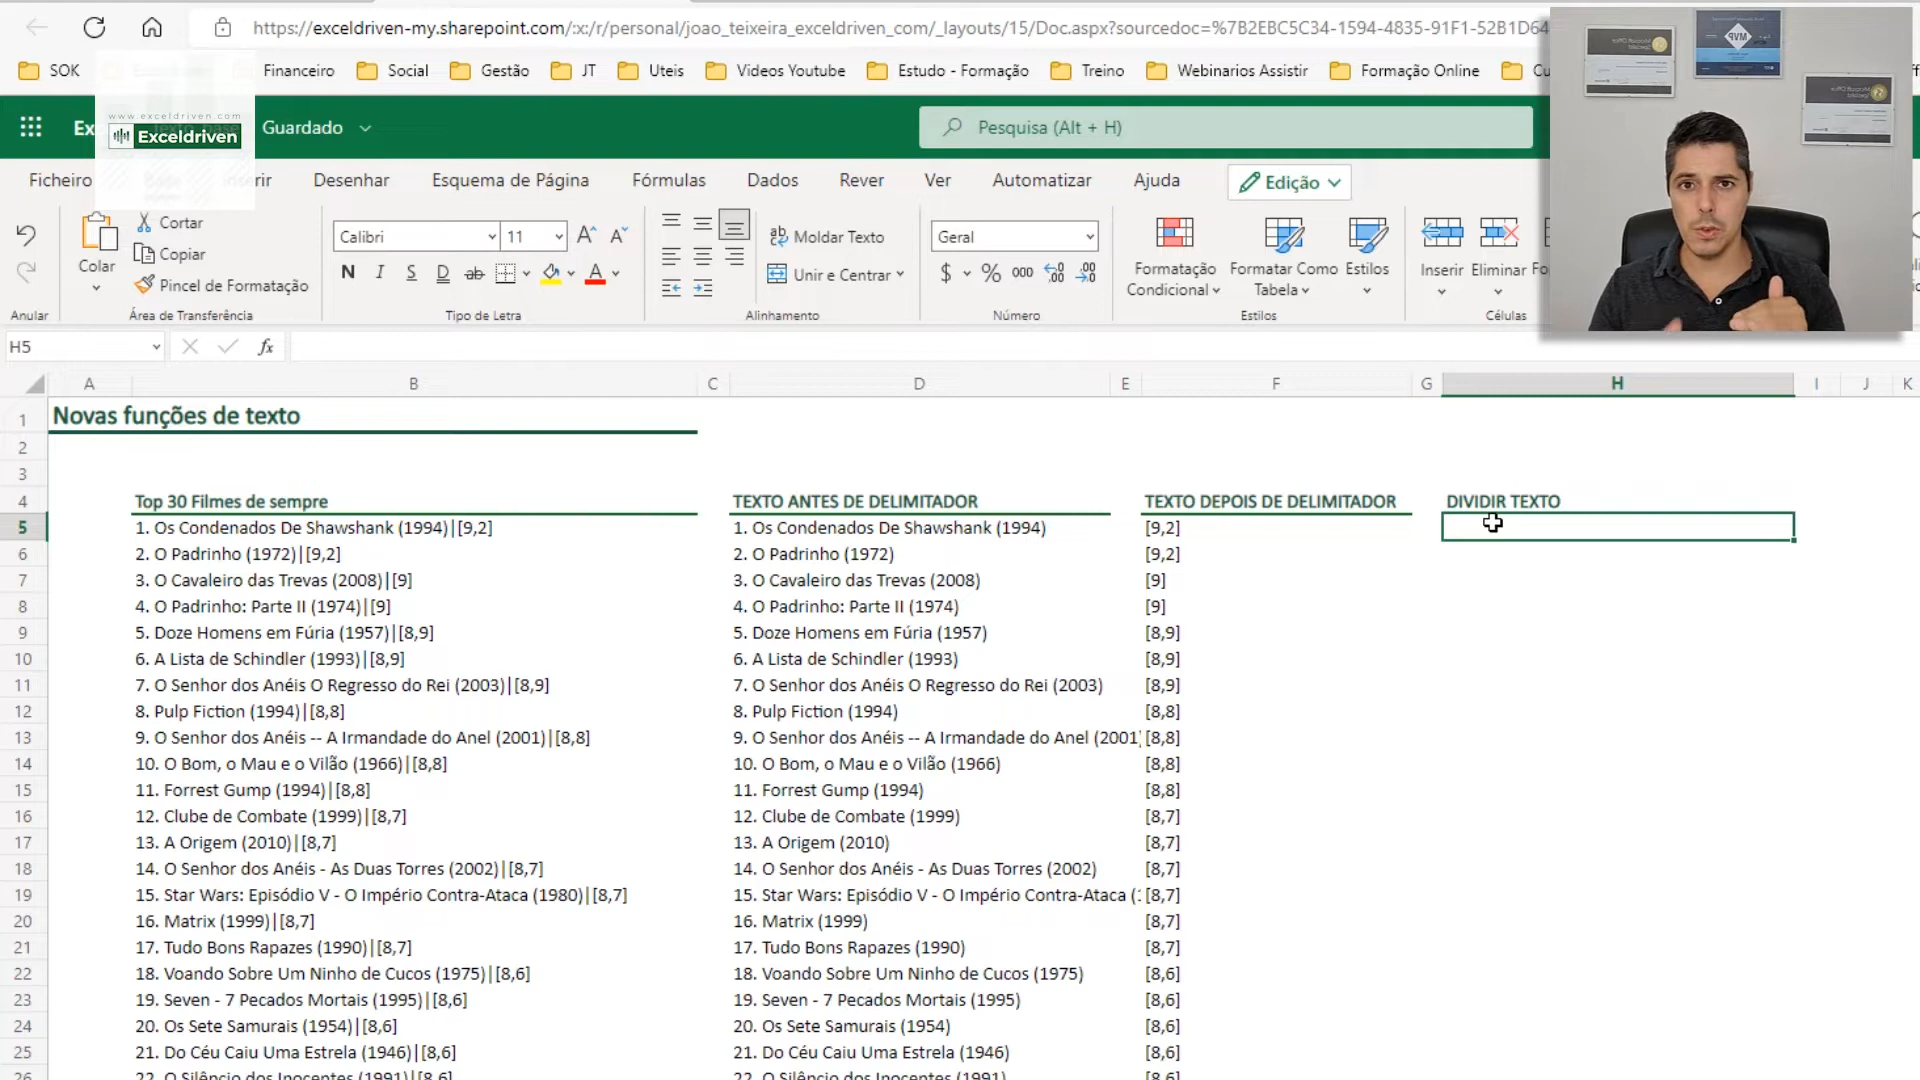 https://exceldriven-my.sharepoint.com/:x:/r/personal/joao_teixeira_exceldriven_com/_layouts/15/Doc.aspx?sourcedoc=%7B2EBC5C34-1594-4835-91F1-52B1D64
SOK Financeiro Social Gestão JT Uteis Videos Youtube Estudo - Formação Treino Webinarios Assistir Formação Online
www.exceldriven.com
Exceldriven
Guardado
Pesquisa (Alt + H)
Ficheiro Desenhar Esquema de Página Fórmulas Dados Rever Ver Automatizar Ajuda Edição
Colar
Cortar
Copiar
Pincel de Formatação
Calibri 11
N I S D ab
Moldar Texto
Unir e Centrar
Geral
$ % 000
Formatação Condicional
Formatar Como Tabela
Estilos
Inserir
Eliminar
Anular Área de Transferência Tipo de Letra Alinhamento Número Estilos Células
H5 fx
A B C D E F G H I J K
1 Novas funções de texto
2
3
4 Top 30 Filmes de sempre TEXTO ANTES DE DELIMITADOR TEXTO DEPOIS DE DELIMITADOR DIVIDIR TEXTO
5 1. Os Condenados De Shawshank (1994)|[9,2] 1. Os Condenados De Shawshank (1994) [9,2]
6 2. O Padrinho (1972)|[9,2] 2. O Padrinho (1972) [9,2]
7 3. O Cavaleiro das Trevas (2008)|[9] 3. O Cavaleiro das Trevas (2008) [9]
8 4. O Padrinho: Parte II (1974)|[9] 4. O Padrinho: Parte II (1974) [9]
9 5. Doze Homens em Fúria (1957)|[8,9] 5. Doze Homens em Fúria (1957) [8,9]
10 6. A Lista de Schindler (1993)|[8,9] 6. A Lista de Schindler (1993) [8,9]
11 7. O Senhor dos Anéis O Regresso do Rei (2003)|[8,9] 7. O Senhor dos Anéis O Regresso do Rei (2003) [8,9]
12 8. Pulp Fiction (1994)|[8,8] 8. Pulp Fiction (1994) [8,8]
13 9. O Senhor dos Anéis -- A Irmandade do Anel (2001)|[8,8] 9. O Senhor dos Anéis -- A Irmandade do Anel (2001) [8,8]
14 10. O Bom, o Mau e o Vilão (1966)|[8,8] 10. O Bom, o Mau e o Vilão (1966) [8,8]
15 11. Forrest Gump (1994)|[8,8] 11. Forrest Gump (1994) [8,8]
16 12. Clube de Combate (1999)|[8,7] 12. Clube de Combate (1999) [8,7]
17 13. A Origem (2010)|[8,7] 13. A Origem (2010) [8,7]
18 14. O Senhor dos Anéis - As Duas Torres (2002)|[8,7] 14. O Senhor dos Anéis - As Duas Torres (2002) [8,7]
19 15. Star Wars: Episódio V - O Império Contra-Ataca (1980)|[8,7] 15. Star Wars: Episódio V - O Império Contra-Ataca ( [8,7]
20 16. Matrix (1999)|[8,7] 16. Matrix (1999) [8,7]
21 17. Tudo Bons Rapazes (1990)|[8,7] 17. Tudo Bons Rapazes (1990) [8,7]
22 18. Voando Sobre Um Ninho de Cucos (1975)|[8,6] 18. Voando Sobre Um Ninho de Cucos (1975) [8,6]
23 19. Seven - 7 Pecados Mortais (1995)|[8,6] 19. Seven - 7 Pecados Mortais (1995) [8,6]
24 20. Os Sete Samurais (1954)|[8,6] 20. Os Sete Samurais (1954) [8,6]
25 21. Do Céu Caiu Uma Estrela (1946)|[8,6] 21. Do Céu Caiu Uma Estrela (1946) [8,6]
26 22. O Silêncio dos Inocentes (1991)|[8,6] 22. O Silêncio dos Inocentes (1991) [8,6]